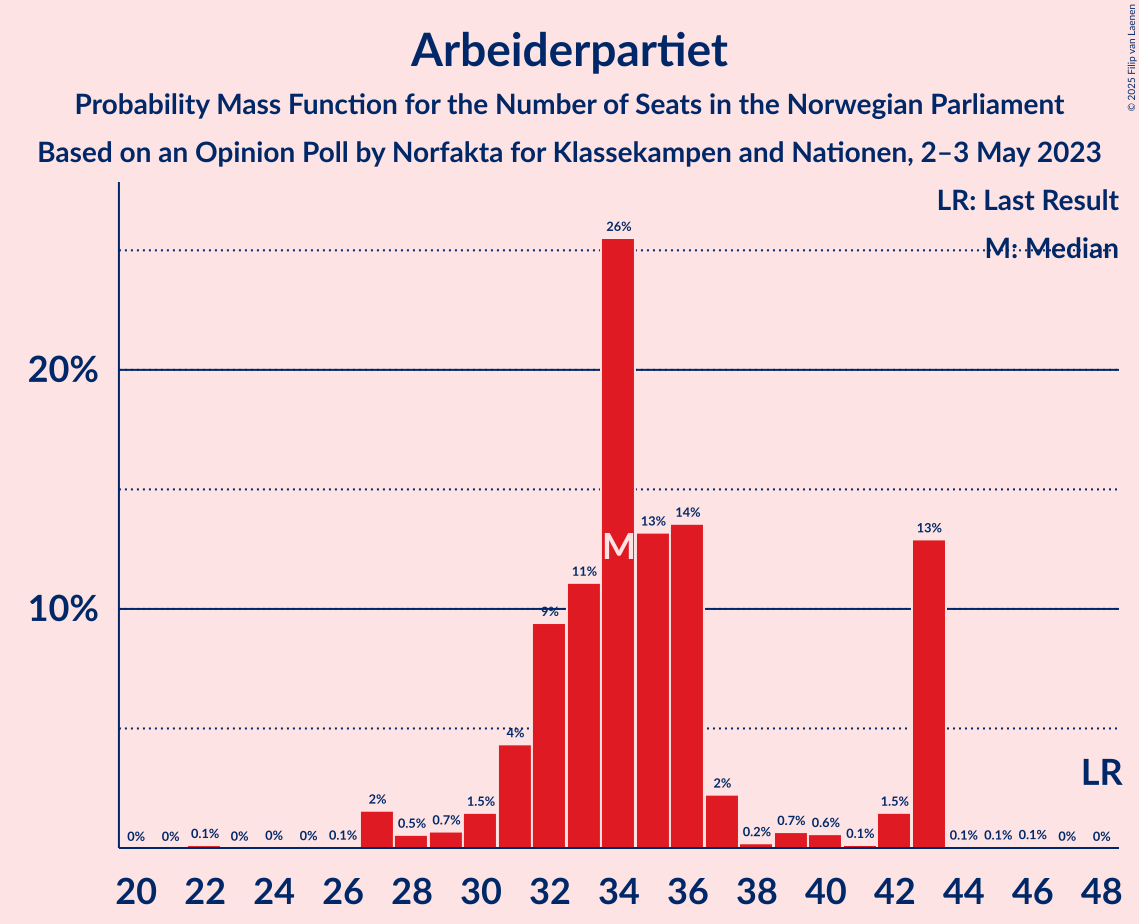 Arbeiderpartiet
Probability Mass Function for the Number of Seats in the Norwegian Parliament
Based on an Opinion Poll by Norfakta for Klassekampen and Nationen, 2–3 May 2023
© 2025 Filip van Laenen
LR: Last Result
M: Median
20%
10%
0% 0% 0.1% 0% 0% 0% 0.1% 2% 0.5% 0.7% 1.5% 4% 9% 11% 26% 13% 14% 2% 0.2% 0.7% 0.6% 0.1% 1.5% 13% 0.1% 0.1% 0.1% 0% 0%
M
LR
20 22 24 26 28 30 32 34 36 38 40 42 44 46 48